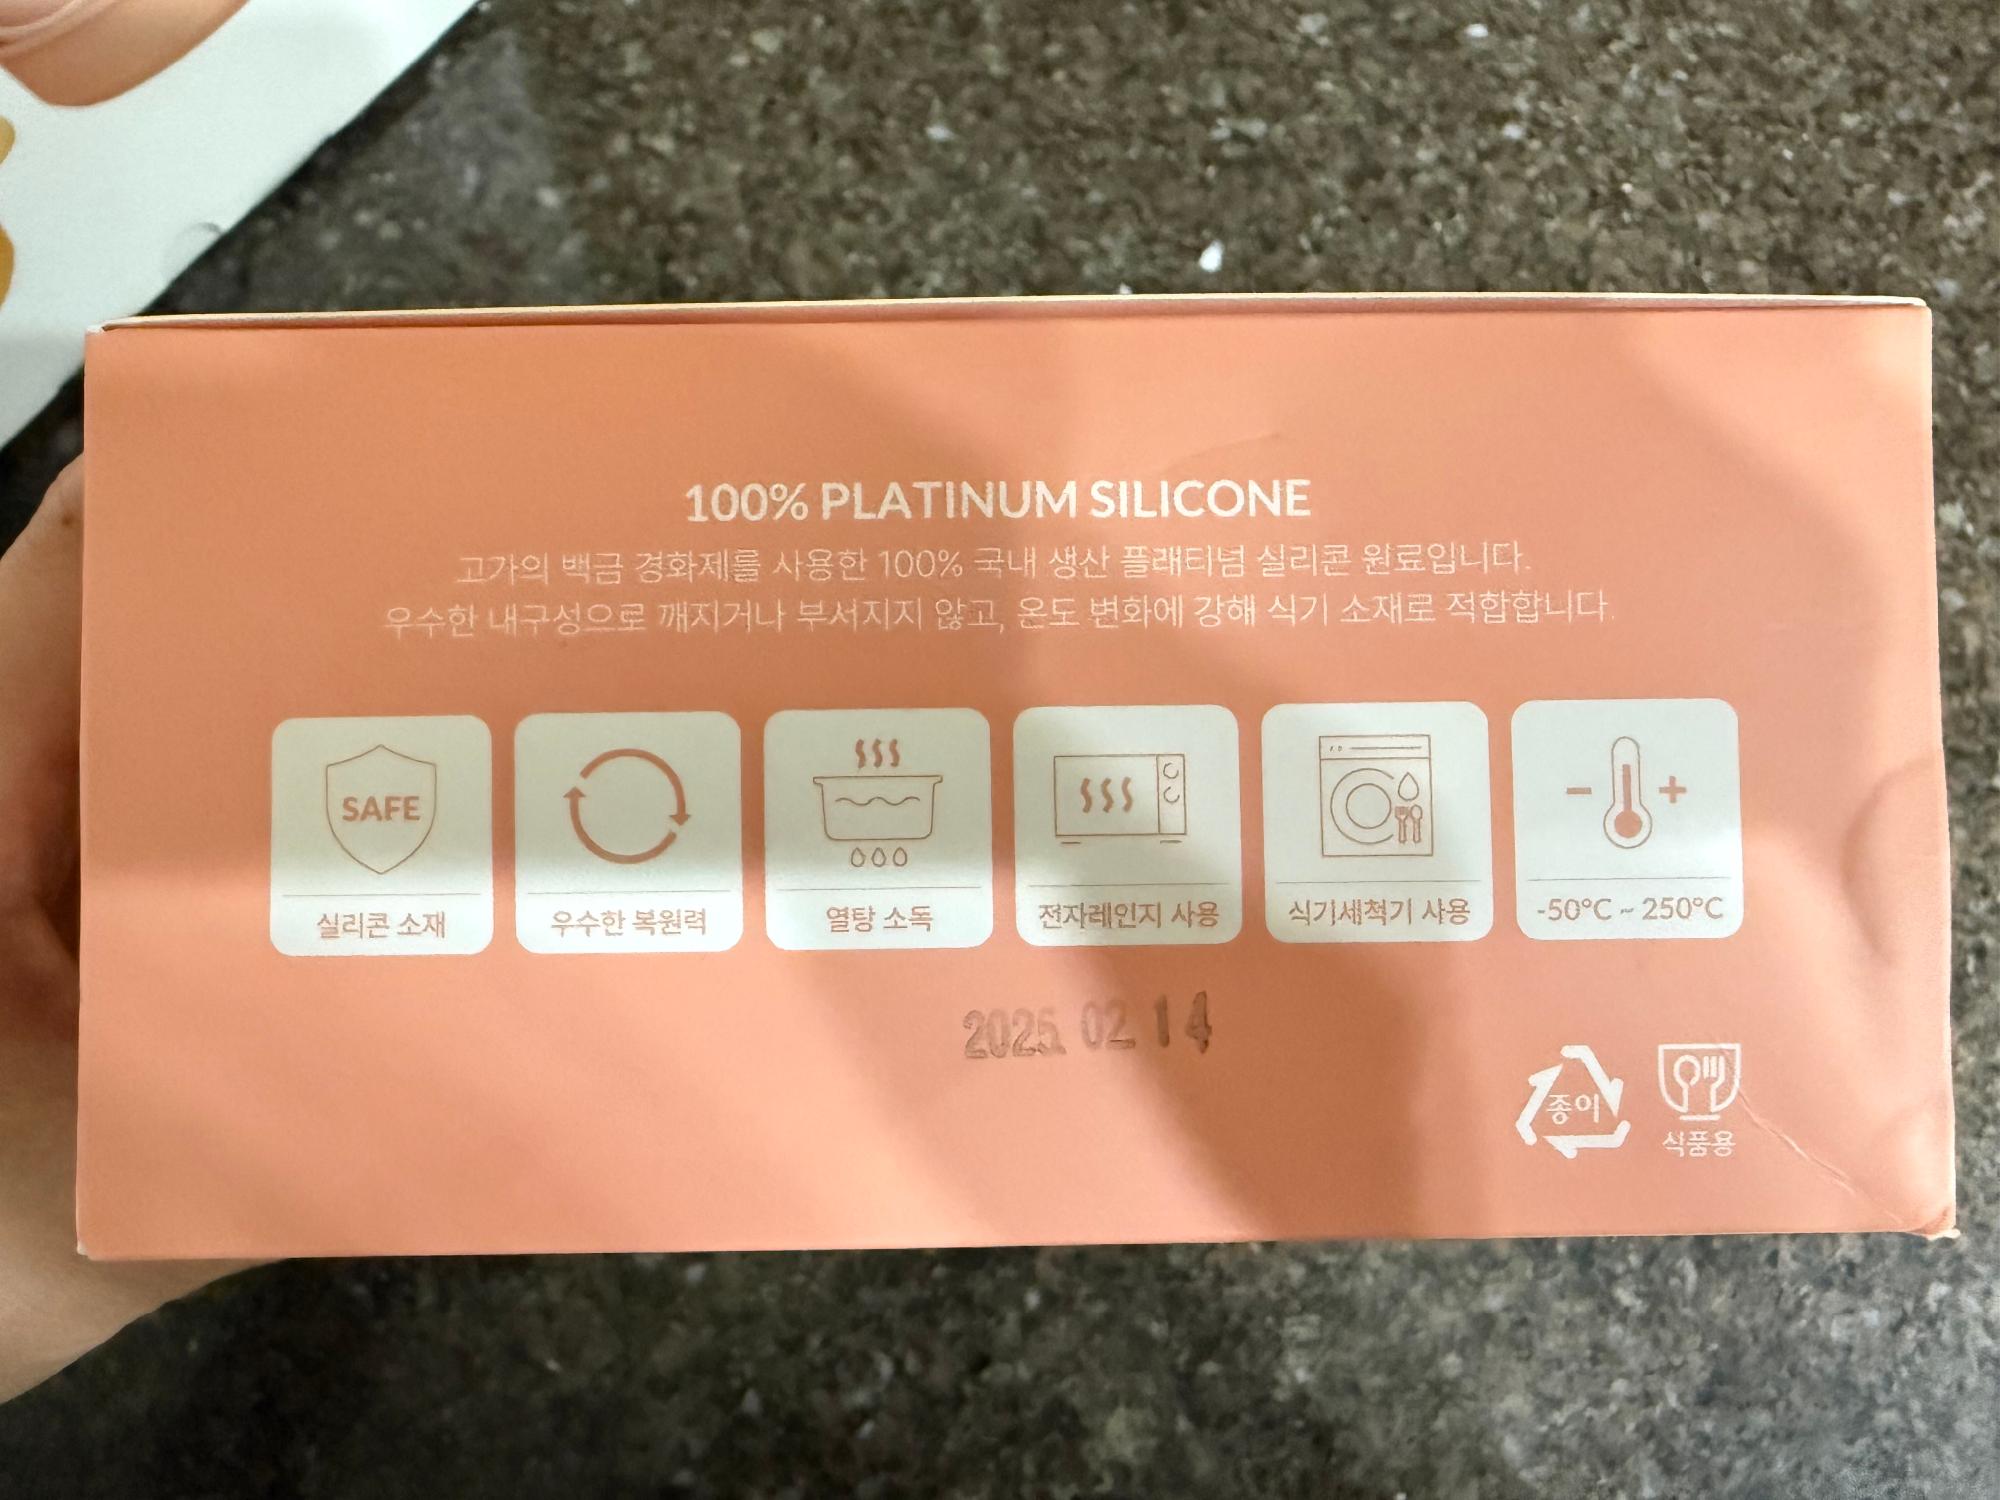 100% PLATINUM SILICONE
고가의 백금 경화제를 사용한 100% 국내 생산 플래티넘 실리콘 원료입니다.
우수한 내구성으로 깨지거나 부서지지 않고, 온도 변화에 강해 식기 소재로 적합합니다.
SAFE
실리콘 소재
우수한 복원력
열탕 소독
전자레인지 사용
식기세척기 사용
- +
-50°C ~ 250°C
2025. 02. 14
종이
식품용